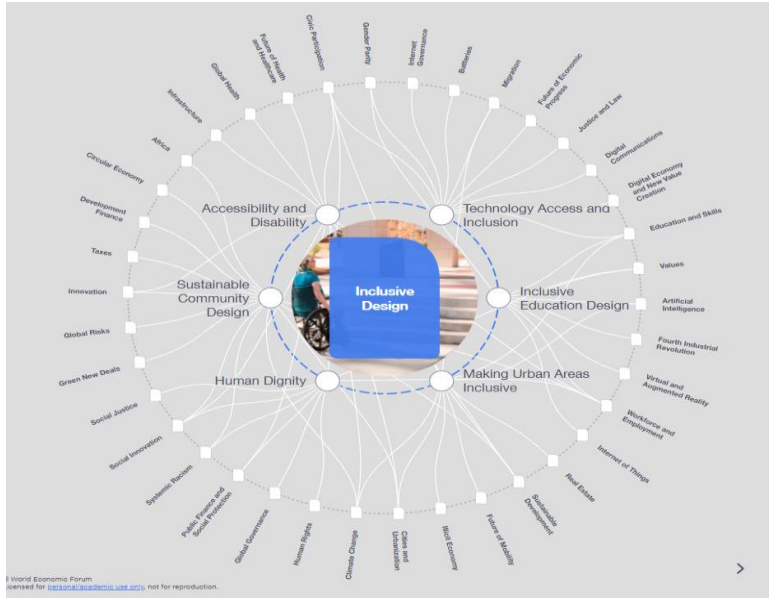 Civic Participation
Gender Parity
Internet
Governance
Batteries
Migration
Future of Economic
Progress
Justice and Law
Digital
Communications
Digital Economy
and New Value
Creation
Education and Skills
Values
Artificial
Intelligence
Fourth Industrial
Revolution
Virtual and
Augmented Reality
Workforce and
Employment
Internet of Things
Real Estate
Sustainable
Development
Future of Mobility
Illicit Economy
Cities and
Urbanization
Climate Change
Human Rights
Global Governance
Public Finance and
Social Protection
Systemic Racism
Social Innovation
Social Justice
Green New Deals
Global Risks
Innovation
Taxes
Development
Finance
Circular Economy
Africa
Infrastructure
Global Health
Future of Health
and Healthcare
Accessibility and
Disability
Technology Access and
Inclusion
Sustainable
Community
Design
Inclusive
Design
Inclusive
Education Design
Human Dignity
Making Urban Areas
Inclusive
World Economic Forum
icensed for personal/academic use only, not for reproduction.